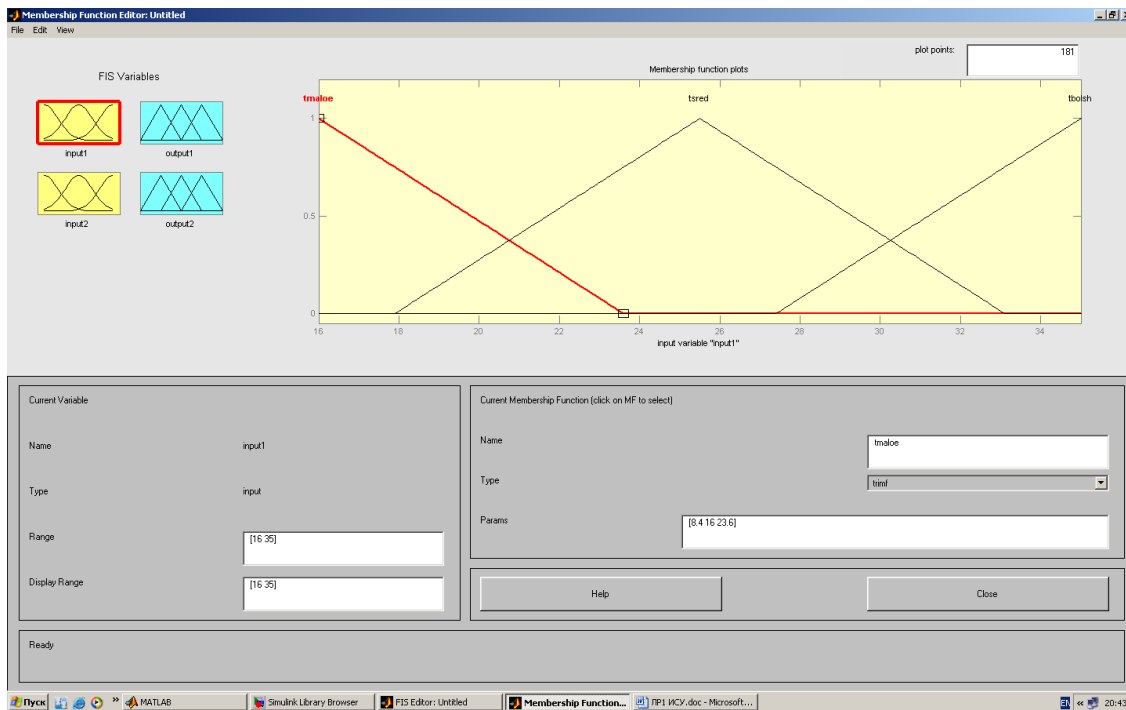 Membership Function Editor: Untitled
File Edit View
plot points: 181
FIS Variables
Membership function plots
tmaloe tsred tbolsh
input1 output1
input2 output2
1
0.5
0
16 18 20 22 24 26 28 30 32 34
input variable "input1"
Current Variable
Name input1
Type input
Range [16 35]
Display Range [16 35]
Current Membership Function (click on MF to select)
Name tmaloe
Type trimf
Params [8.4 16 23.6]
Help Close
Ready
Пуск » MATLAB Simulink Library Browser FIS Editor: Untitled Membership Function... ПР1 ИСУ.doc - Microsoft... EN « 20:43